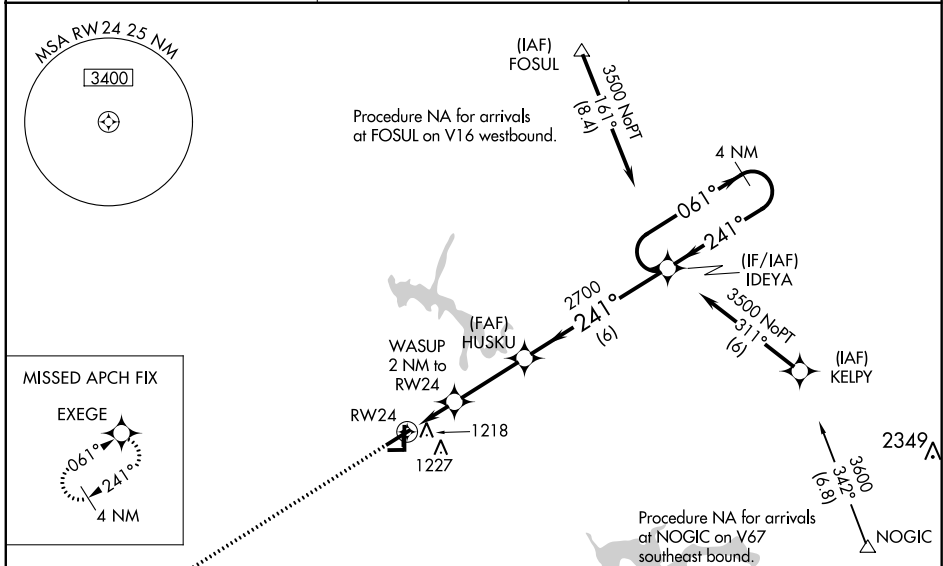 MSA RW24 25 NM
3400
(IAF)
FOSUL
3500 NoPT
161°
(8.4)
Procedure NA for arrivals
at FOSUL on V16 westbound.
4 NM
061°
241°
(IF/IAF)
IDEYA
2700
241°
(6)
3500 NoPT
311°
(6)
(IAF)
KELPY
(FAF)
HUSKU
WASUP
2 NM to
RW24
RW24
1218
1227
MISSED APCH FIX
EXEGE
061°
241°
4 NM
2349
3600
342°
(6.8)
NOGIC
Procedure NA for arrivals
at NOGIC on V67
southeast bound.